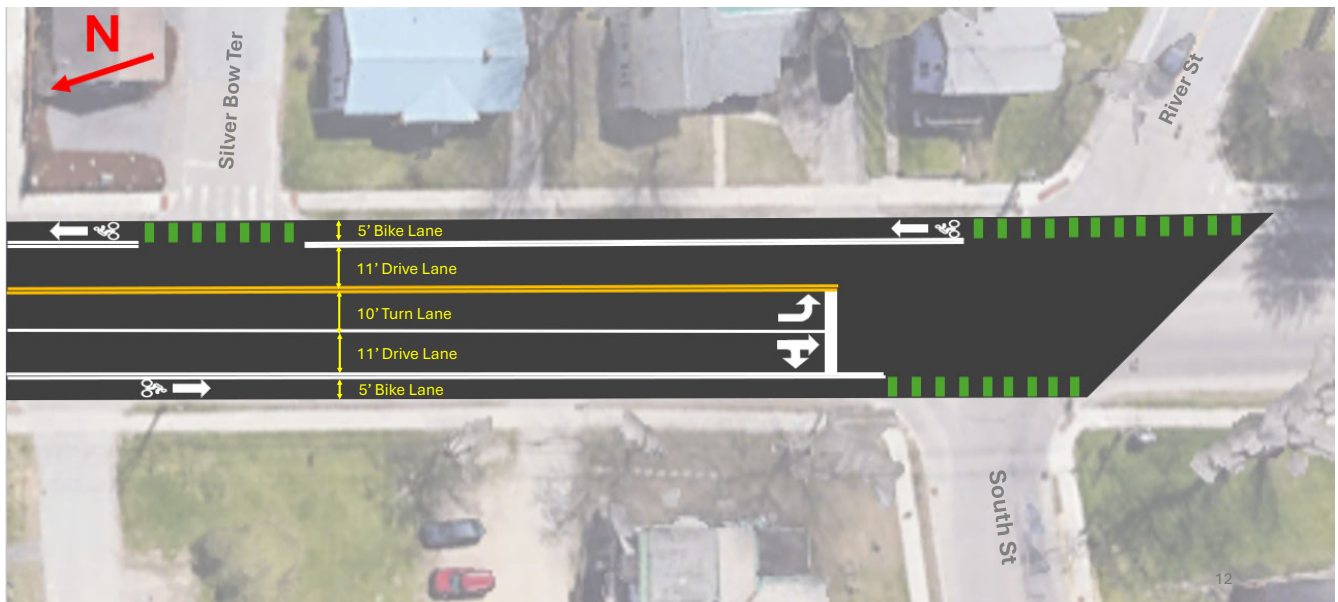 N
Silver Bow Ter
River St
5’ Bike Lane
11’ Drive Lane
10’ Turn Lane
11’ Drive Lane
5’ Bike Lane
South St
12